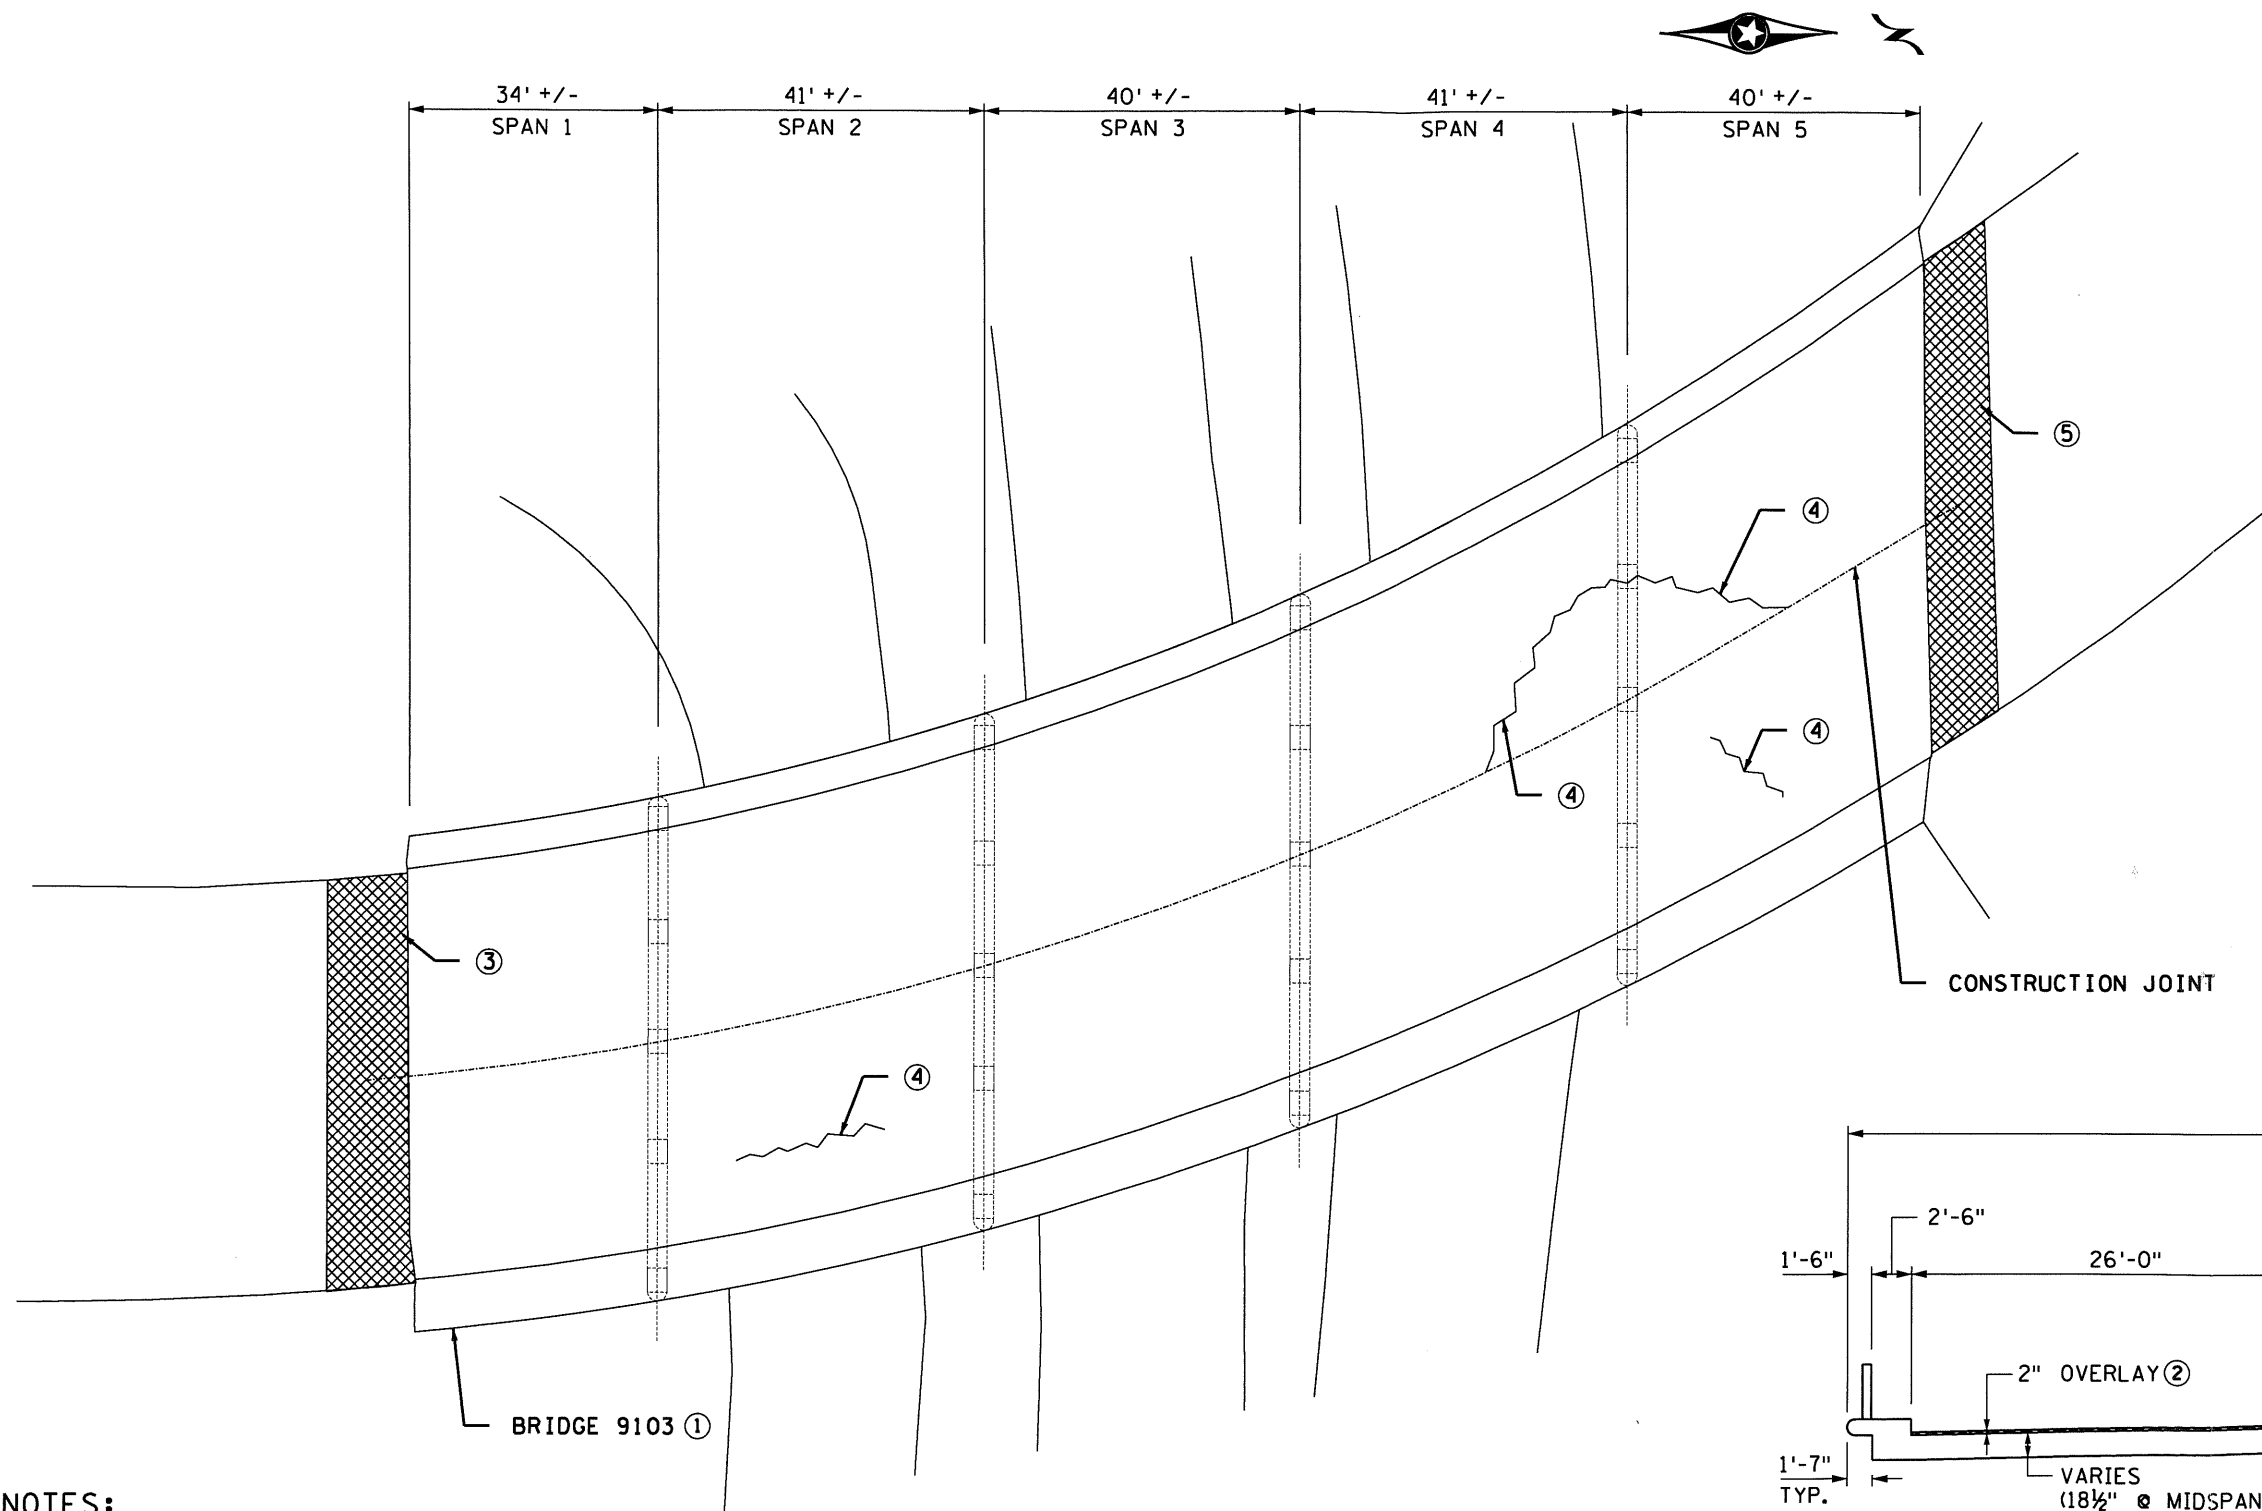 34' +/-
SPAN 1
41' +/-
SPAN 2
40' +/-
SPAN 3
41' +/-
SPAN 4
40' +/-
SPAN 5
5
4
4
4
3
CONSTRUCTION JOINT
4
2'-6"
1'-6"
26'-0"
2" OVERLAY 2
BRIDGE 9103 1
1'-7"
TYP.
VARIES
(18½" @ MIDSPAN
NOTES: